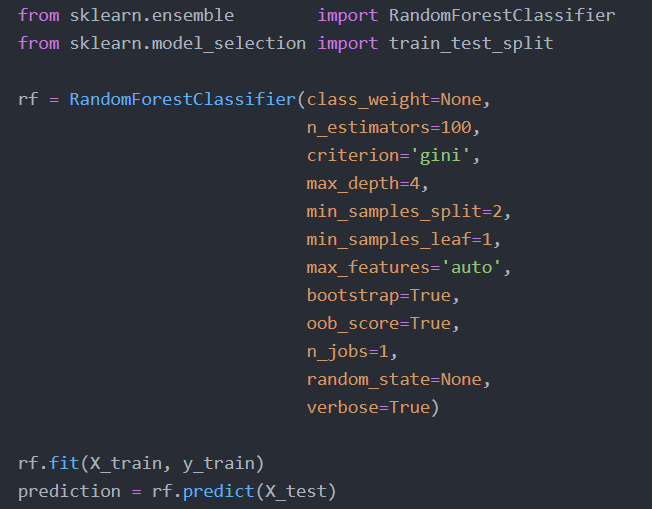 from sklearn.ensemble        import RandomForestClassifier
from sklearn.model_selection import train_test_split

rf = RandomForestClassifier(class_weight=None,
                            n_estimators=100,
                            criterion='gini',
                            max_depth=4,
                            min_samples_split=2,
                            min_samples_leaf=1,
                            max_features='auto',
                            bootstrap=True,
                            oob_score=True,
                            n_jobs=1,
                            random_state=None,
                            verbose=True)

rf.fit(X_train, y_train)
prediction = rf.predict(X_test)